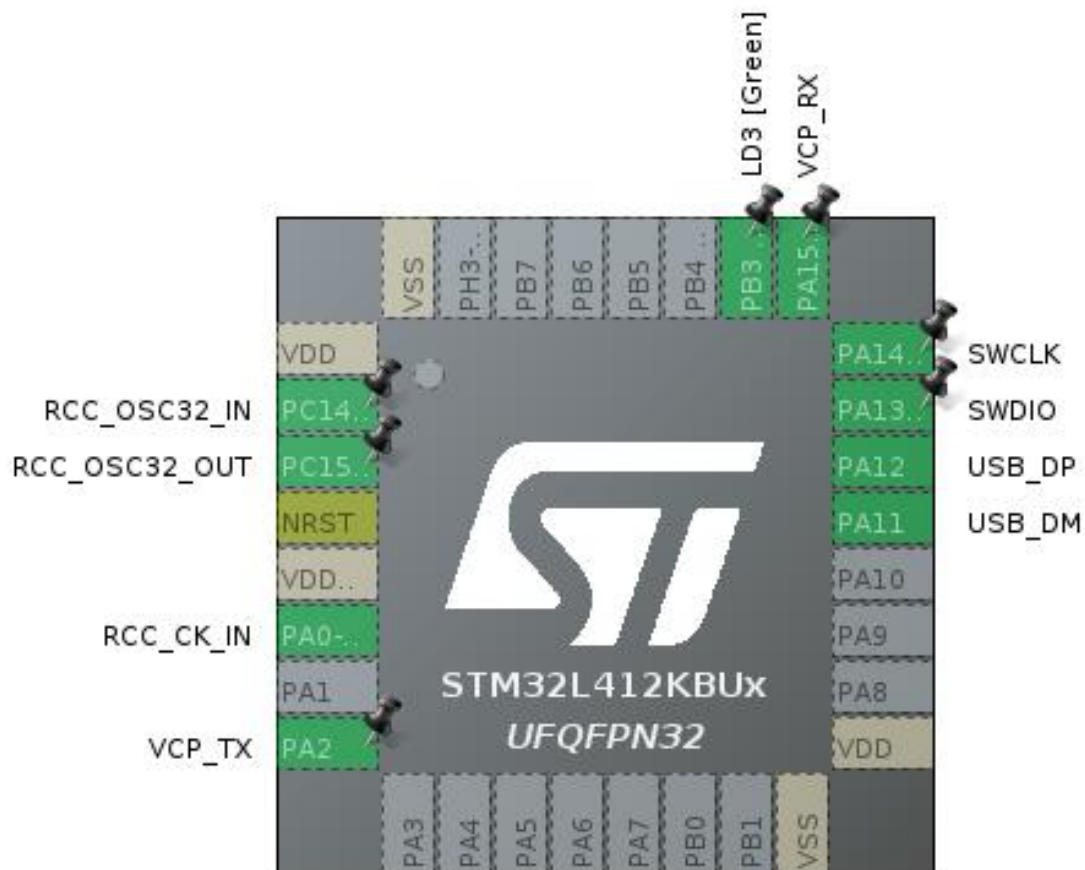 LD3 [Green]
VCP_RX
VSS
PH3-..
PB7
PB6
PB5
PB4 ..
PB3 ..
PA15..
VDD
PA14..
SWCLK
RCC_OSC32_IN
PC14..
PA13..
SWDIO
RCC_OSC32_OUT
PC15..
PA12
USB_DP
NRST
PA11
USB_DM
VDD..
PA10
RCC_CK_IN
PA0-..
PA9
PA1
PA8
VCP_TX
PA2
VDD
ST
STM32L412KBUx
UFQFPN32
PA3
PA4
PA5
PA6
PA7
PB0
PB1
VSS